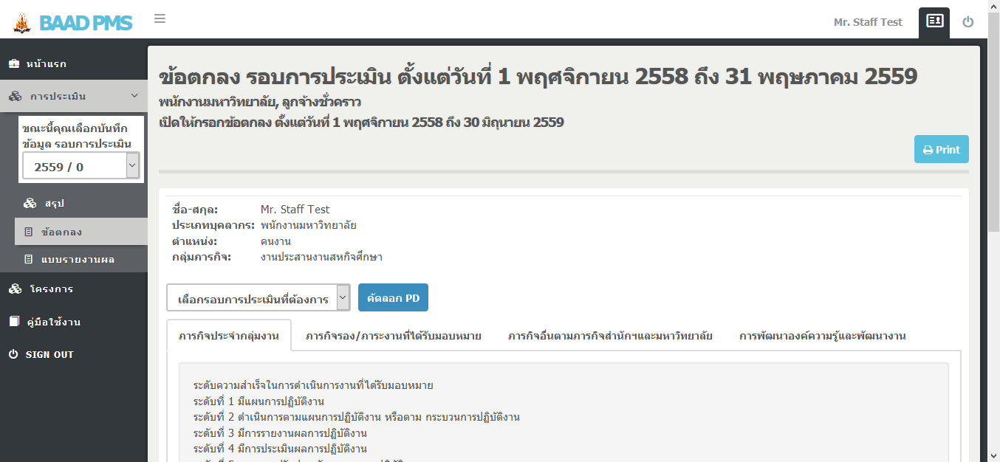 BAAD PMS
Mr. Staff Test
หน้าแรก
การประเมิน
ขณะนี้คุณเลือกบันทึก
ข้อมูล รอบการประเมิน
2559 / 0
สรุป
ข้อตกลง
แบบรายงานผล
โครงการ
คู่มือใช้งาน
SIGN OUT
ข้อตกลง รอบการประเมิน ตั้งแต่วันที่ 1 พฤศจิกายน 2558 ถึง 31 พฤษภาคม 2559
พนักงานมหาวิทยาลัย, ลูกจ้างชั่วคราว
เปิดให้กรอกข้อตกลง ตั้งแต่วันที่ 1 พฤศจิกายน 2558 ถึง 30 มิถุนายน 2559
Print
ชื่อ-สกุล: Mr. Staff Test
ประเภทบุคลากร: พนักงานมหาวิทยาลัย
ตำแหน่ง: คนงาน
กลุ่มภารกิจ: งานประสานงานสหกิจศึกษา
เลือกรอบการประเมินที่ต้องการ คัดลอก PD
ภารกิจประจำกลุ่มงาน ภารกิจรอง/ภาระงานที่ได้รับมอบหมาย ภารกิจอื่นตามภารกิจสำนักฯและมหาวิทยาลัย การพัฒนาองค์ความรู้และพัฒนางาน
ระดับความสำเร็จในการดำเนินการงานที่ได้รับมอบหมาย
ระดับที่ 1 มีแผนการปฏิบัติงาน
ระดับที่ 2 ดำเนินการตามแผนการปฏิบัติงาน หรือตาม กระบวนการปฏิบัติงาน
ระดับที่ 3 มีการรายงานผลการปฏิบัติงาน
ระดับที่ 4 มีการประเมินผลการปฏิบัติงาน